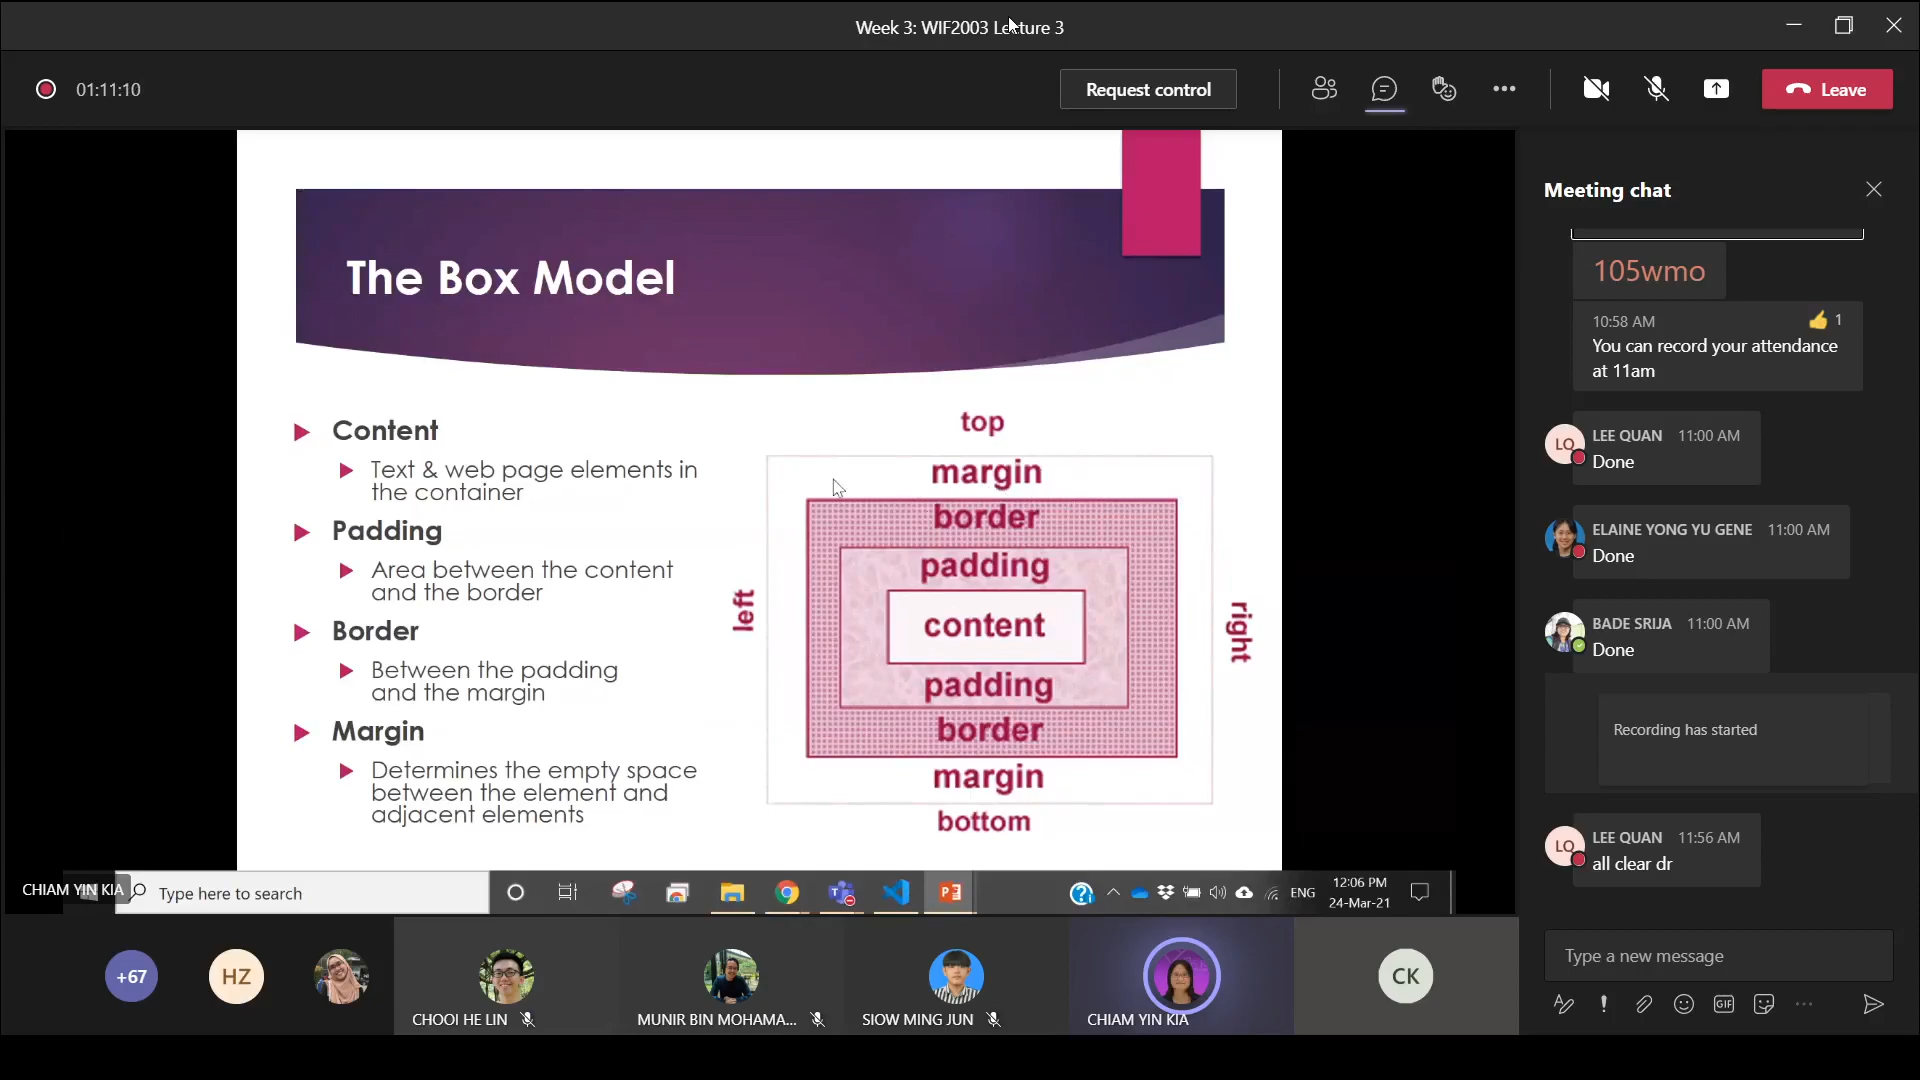 Week 3: WIF2003 Lecture 3
01:11:10
Request control
Leave
The Box Model
Content
Text & web page elements in
the container
Padding
Area between the content
and the border
Border
Between the padding
and the margin
Margin
Determines the empty space
between the element and
adjacent elements
top
margin
border
padding
left
content
right
padding
border
margin
bottom
Meeting chat
105wmo
10:58 AM
1
You can record your attendance
at 11am
LQ
LEE QUAN 11:00 AM
Done
ELAINE YONG YU GENE 11:00 AM
Done
BADE SRIJA 11:00 AM
Done
Recording has started
LQ
LEE QUAN 11:56 AM
all clear dr
Type a new message
GIF
CHIAM YIN KIA
Type here to search
ENG
12:06 PM
24-Mar-21
+67
HZ
CHOOI HE LIN
MUNIR BIN MOHAMA...
SIOW MING JUN
CHIAM YIN KIA
CK